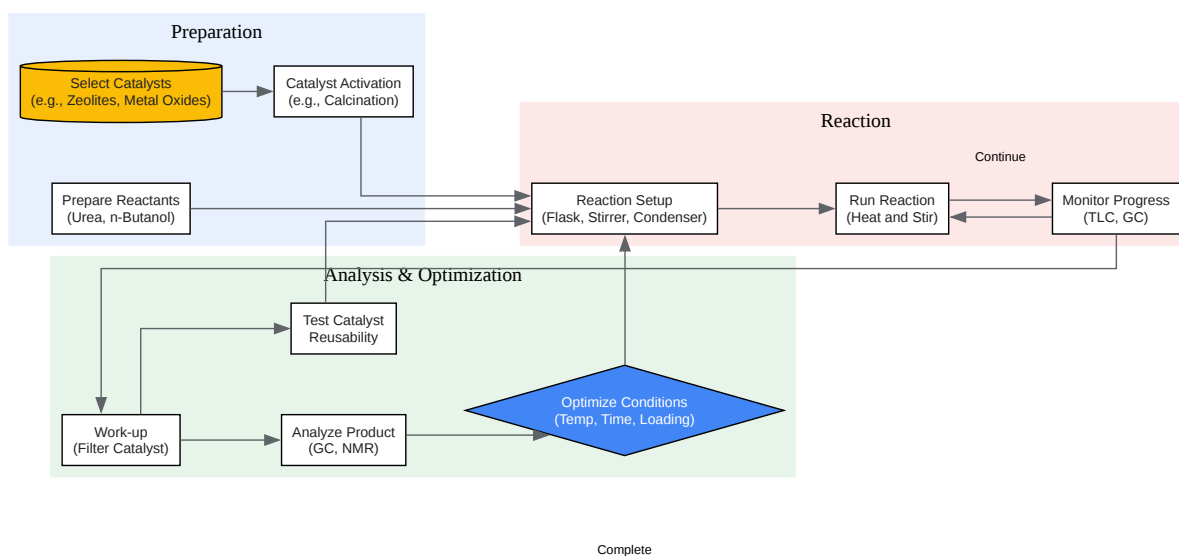 Preparation
Select Catalysts
(e.g., Zeolites, Metal Oxides)
Catalyst Activation
(e.g., Calcination)
Prepare Reactants
(Urea, n-Butanol)
Reaction
Continue
Reaction Setup
(Flask, Stirrer, Condenser)
Run Reaction
(Heat and Stir)
Monitor Progress
(TLC, GC)
Analysis & Optimization
Test Catalyst
Reusability
Work-up
(Filter Catalyst)
Analyze Product
(GC, NMR)
Optimize Conditions
(Temp, Time, Loading)
Complete